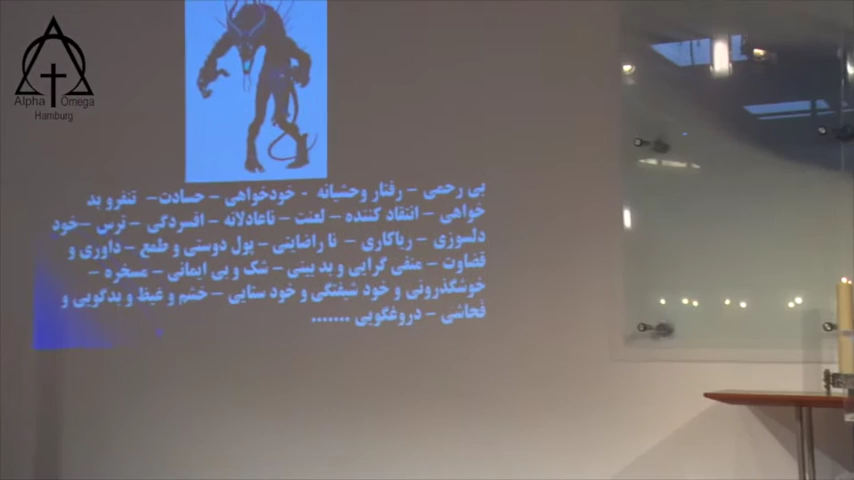 Alpha Omega
Hamburg
بی رحمی – رفتار وحشیانه - خودخواهی – حسادت – تنفرو بد
خواهی – انتقاد کننده – لعنت – ناعادلانه – افسردگی – ترس –خود
دلسوزی – ریاکاری – نا راضایتی – پول دوستی و طمع – داوری و
قضاوت – منفی گرایی و بد بینی – شک و بی ایمانی – مسخره –
خوشگذرونی و خود شیفتگی و خود ستایی – خشم و غیظ و بدگویی و
فحاشی – دروغگویی .......